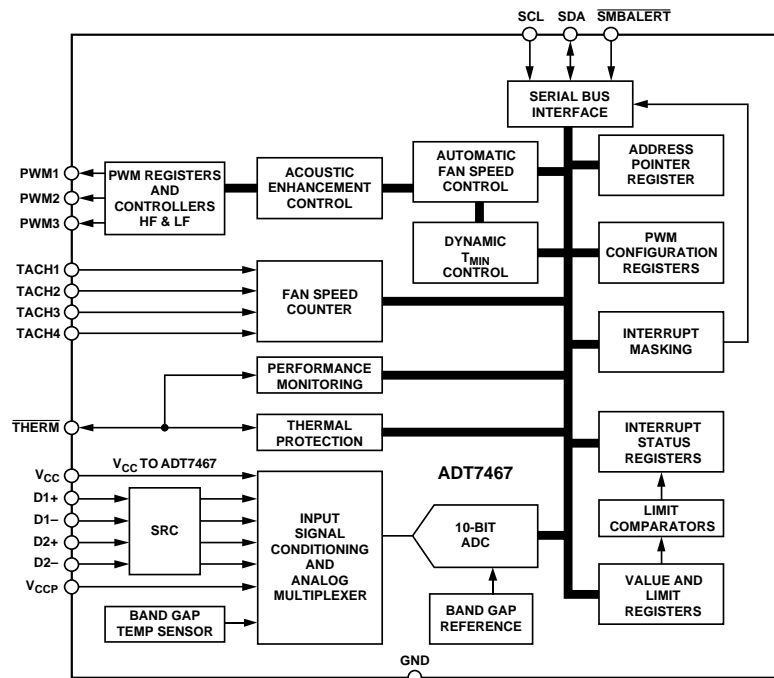 SCL SDA SMBALERT
SERIAL BUS
INTERFACE
PWM1
PWM2
PWM3
PWM REGISTERS
AND
CONTROLLERS
HF & LF
ACOUSTIC
ENHANCEMENT
CONTROL
AUTOMATIC
FAN SPEED
CONTROL
ADDRESS
POINTER
REGISTER
DYNAMIC
TMIN
CONTROL
PWM
CONFIGURATION
REGISTERS
TACH1
TACH2
TACH3
TACH4
FAN SPEED
COUNTER
INTERRUPT
MASKING
PERFORMANCE
MONITORING
THERM
THERMAL
PROTECTION
INTERRUPT
STATUS
REGISTERS
VCC
VCC TO ADT7467
ADT7467
D1+
D1–
D2+
D2–
VCCP
SRC
INPUT
SIGNAL
CONDITIONING
AND
ANALOG
MULTIPLEXER
10-BIT
ADC
LIMIT
COMPARATORS
VALUE AND
LIMIT
REGISTERS
BAND GAP
TEMP SENSOR
BAND GAP
REFERENCE
GND